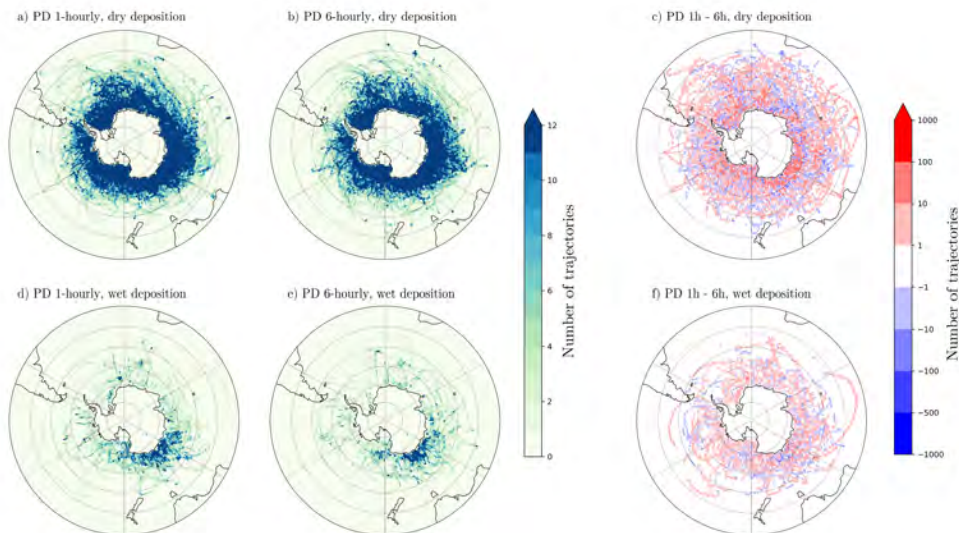 a) PD 1-hourly, dry deposition
b) PD 6-hourly, dry deposition
c) PD 1h - 6h, dry deposition
12
10
8
6
4
2
0
Number of trajectories
1000
100
10
1
−1
−10
−100
−500
−1000
Number of trajectories
d) PD 1-hourly, wet deposition
e) PD 6-hourly, wet deposition
f) PD 1h - 6h, wet deposition